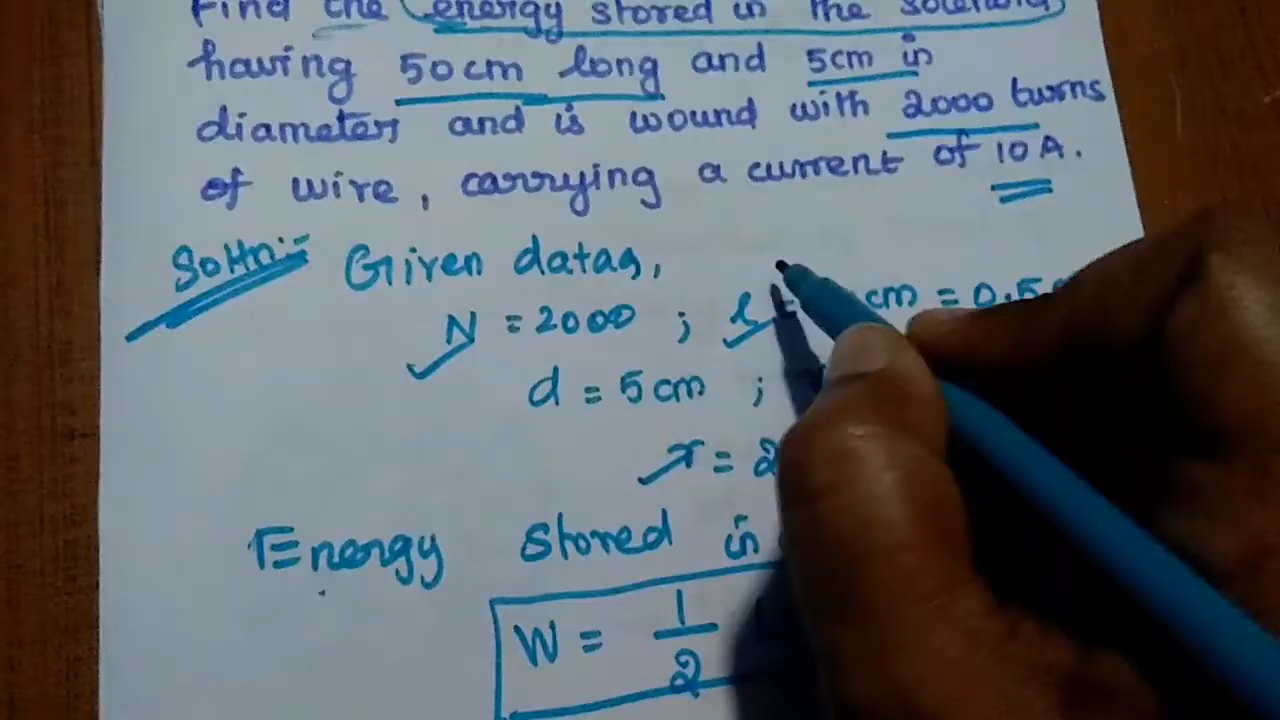 Find the energy stored in the solenoid
having 50cm long and 5cm in
diameter and is wound with 2000 turns
of wire, carrying a current of 10A.
Soltn:- Given datas,
N = 2000 ; l = cm = 0.5
d = 5cm ;
r = 2
Energy stored in
W = 1/2